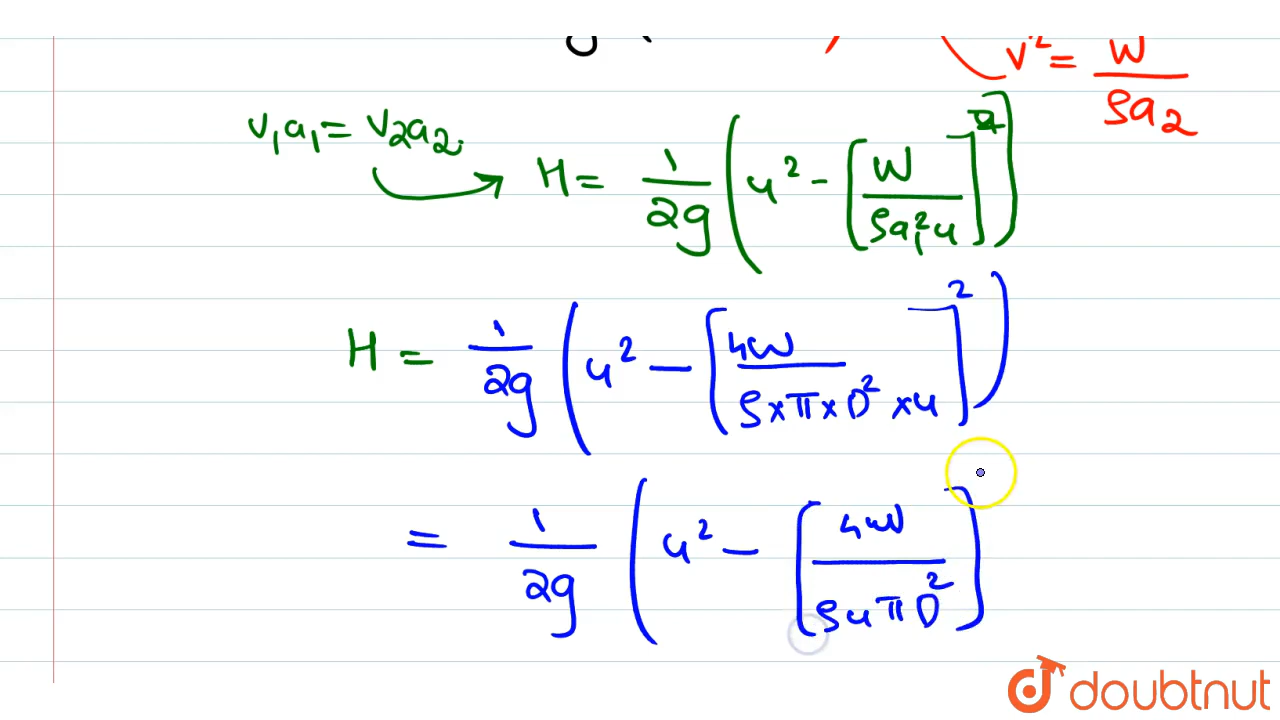 v² = W / ρa₂
v₁a₁ = v₂a₂,
H = 1/2g (u² - [W / ρa₁²u]²)
H = 1/2g (u² - [4W / ρ×π×D²×u]²)
= 1/2g (u² - [4W / ρuπD²]
doubtnut